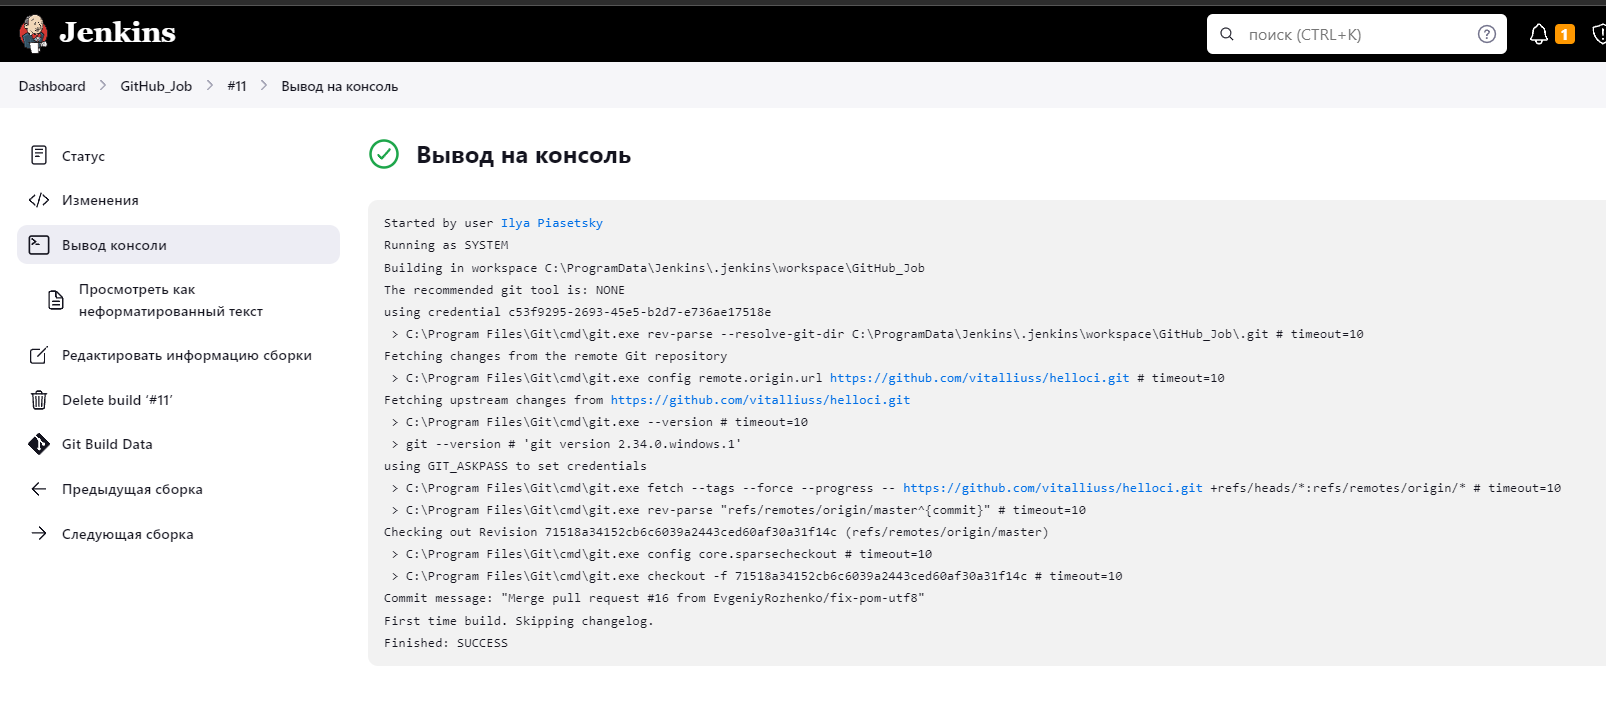 Jenkins
поиск (CTRL+K)
1
Dashboard > GitHub_Job > #11 > Вывод на консоль
Статус
Изменения
Вывод консоли
Просмотреть как
неформатированный текст
Редактировать информацию сборки
Delete build ‘#11’
Git Build Data
Предыдущая сборка
Следующая сборка
Вывод на консоль
Started by user Ilya Piasetsky
Running as SYSTEM
Building in workspace C:\ProgramData\Jenkins\.jenkins\workspace\GitHub_Job
The recommended git tool is: NONE
using credential c53f9295-2693-45e5-b2d7-e736ae17518e
> C:\Program Files\Git\cmd\git.exe rev-parse --resolve-git-dir C:\ProgramData\Jenkins\.jenkins\workspace\GitHub_Job\.git # timeout=10
Fetching changes from the remote Git repository
> C:\Program Files\Git\cmd\git.exe config remote.origin.url https://github.com/vitalliuss/helloci.git # timeout=10
Fetching upstream changes from https://github.com/vitalliuss/helloci.git
> C:\Program Files\Git\cmd\git.exe --version # timeout=10
> git --version # 'git version 2.34.0.windows.1'
using GIT_ASKPASS to set credentials
> C:\Program Files\Git\cmd\git.exe fetch --tags --force --progress -- https://github.com/vitalliuss/helloci.git +refs/heads/*:refs/remotes/origin/* # timeout=10
> C:\Program Files\Git\cmd\git.exe rev-parse "refs/remotes/origin/master^{commit}" # timeout=10
Checking out Revision 71518a34152cb6c6039a2443ced60af30a31f14c (refs/remotes/origin/master)
> C:\Program Files\Git\cmd\git.exe config core.sparsecheckout # timeout=10
> C:\Program Files\Git\cmd\git.exe checkout -f 71518a34152cb6c6039a2443ced60af30a31f14c # timeout=10
Commit message: "Merge pull request #16 from EvgeniyRozhenko/fix-pom-utf8"
First time build. Skipping changelog.
Finished: SUCCESS